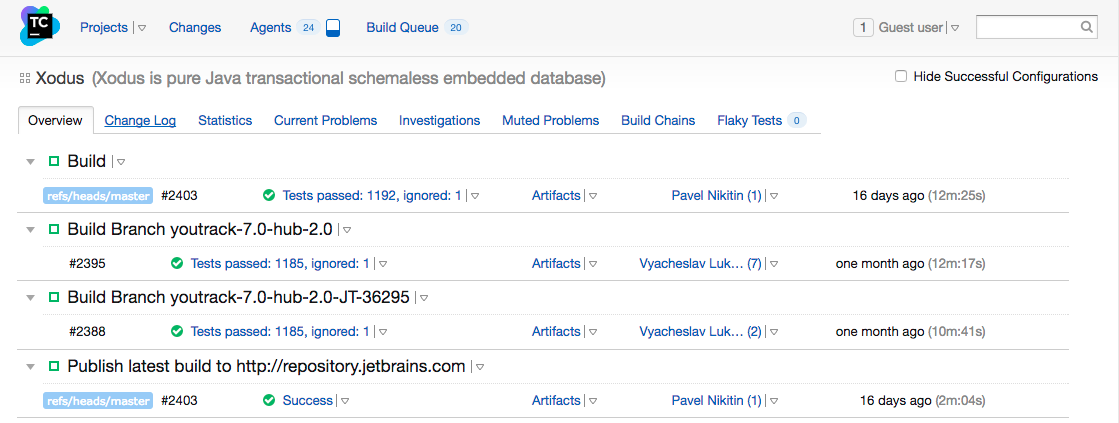 TC Projects Changes Agents 24 Build Queue 20 1 Guest user
Xodus (Xodus is pure Java transactional schemaless embedded database) Hide Successful Configurations
Overview Change Log Statistics Current Problems Investigations Muted Problems Build Chains Flaky Tests 0
Build
refs/heads/master #2403 Tests passed: 1192, ignored: 1 Artifacts Pavel Nikitin (1) 16 days ago (12m:25s)
Build Branch youtrack-7.0-hub-2.0
#2395 Tests passed: 1185, ignored: 1 Artifacts Vyacheslav Luk... (7) one month ago (12m:17s)
Build Branch youtrack-7.0-hub-2.0-JT-36295
#2388 Tests passed: 1185, ignored: 1 Artifacts Vyacheslav Luk... (2) one month ago (10m:41s)
Publish latest build to http://repository.jetbrains.com
refs/heads/master #2403 Success Artifacts Pavel Nikitin (1) 16 days ago (2m:04s)